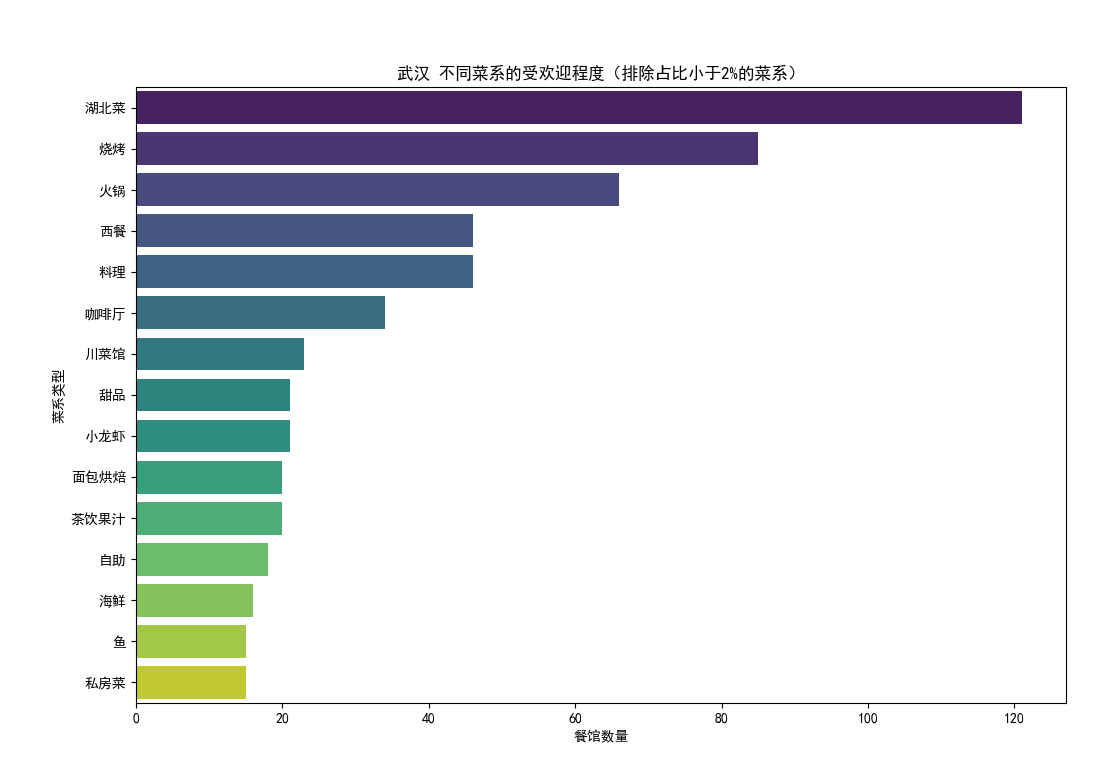 武汉 不同菜系的受欢迎程度（排除占比小于2%的菜系）
湖北菜
烧烤
火锅
西餐
料理
咖啡厅
川菜馆
甜品
小龙虾
面包烘焙
茶饮果汁
自助
海鲜
鱼
私房菜
菜系类型
0 20 40 60 80 100 120
餐馆数量